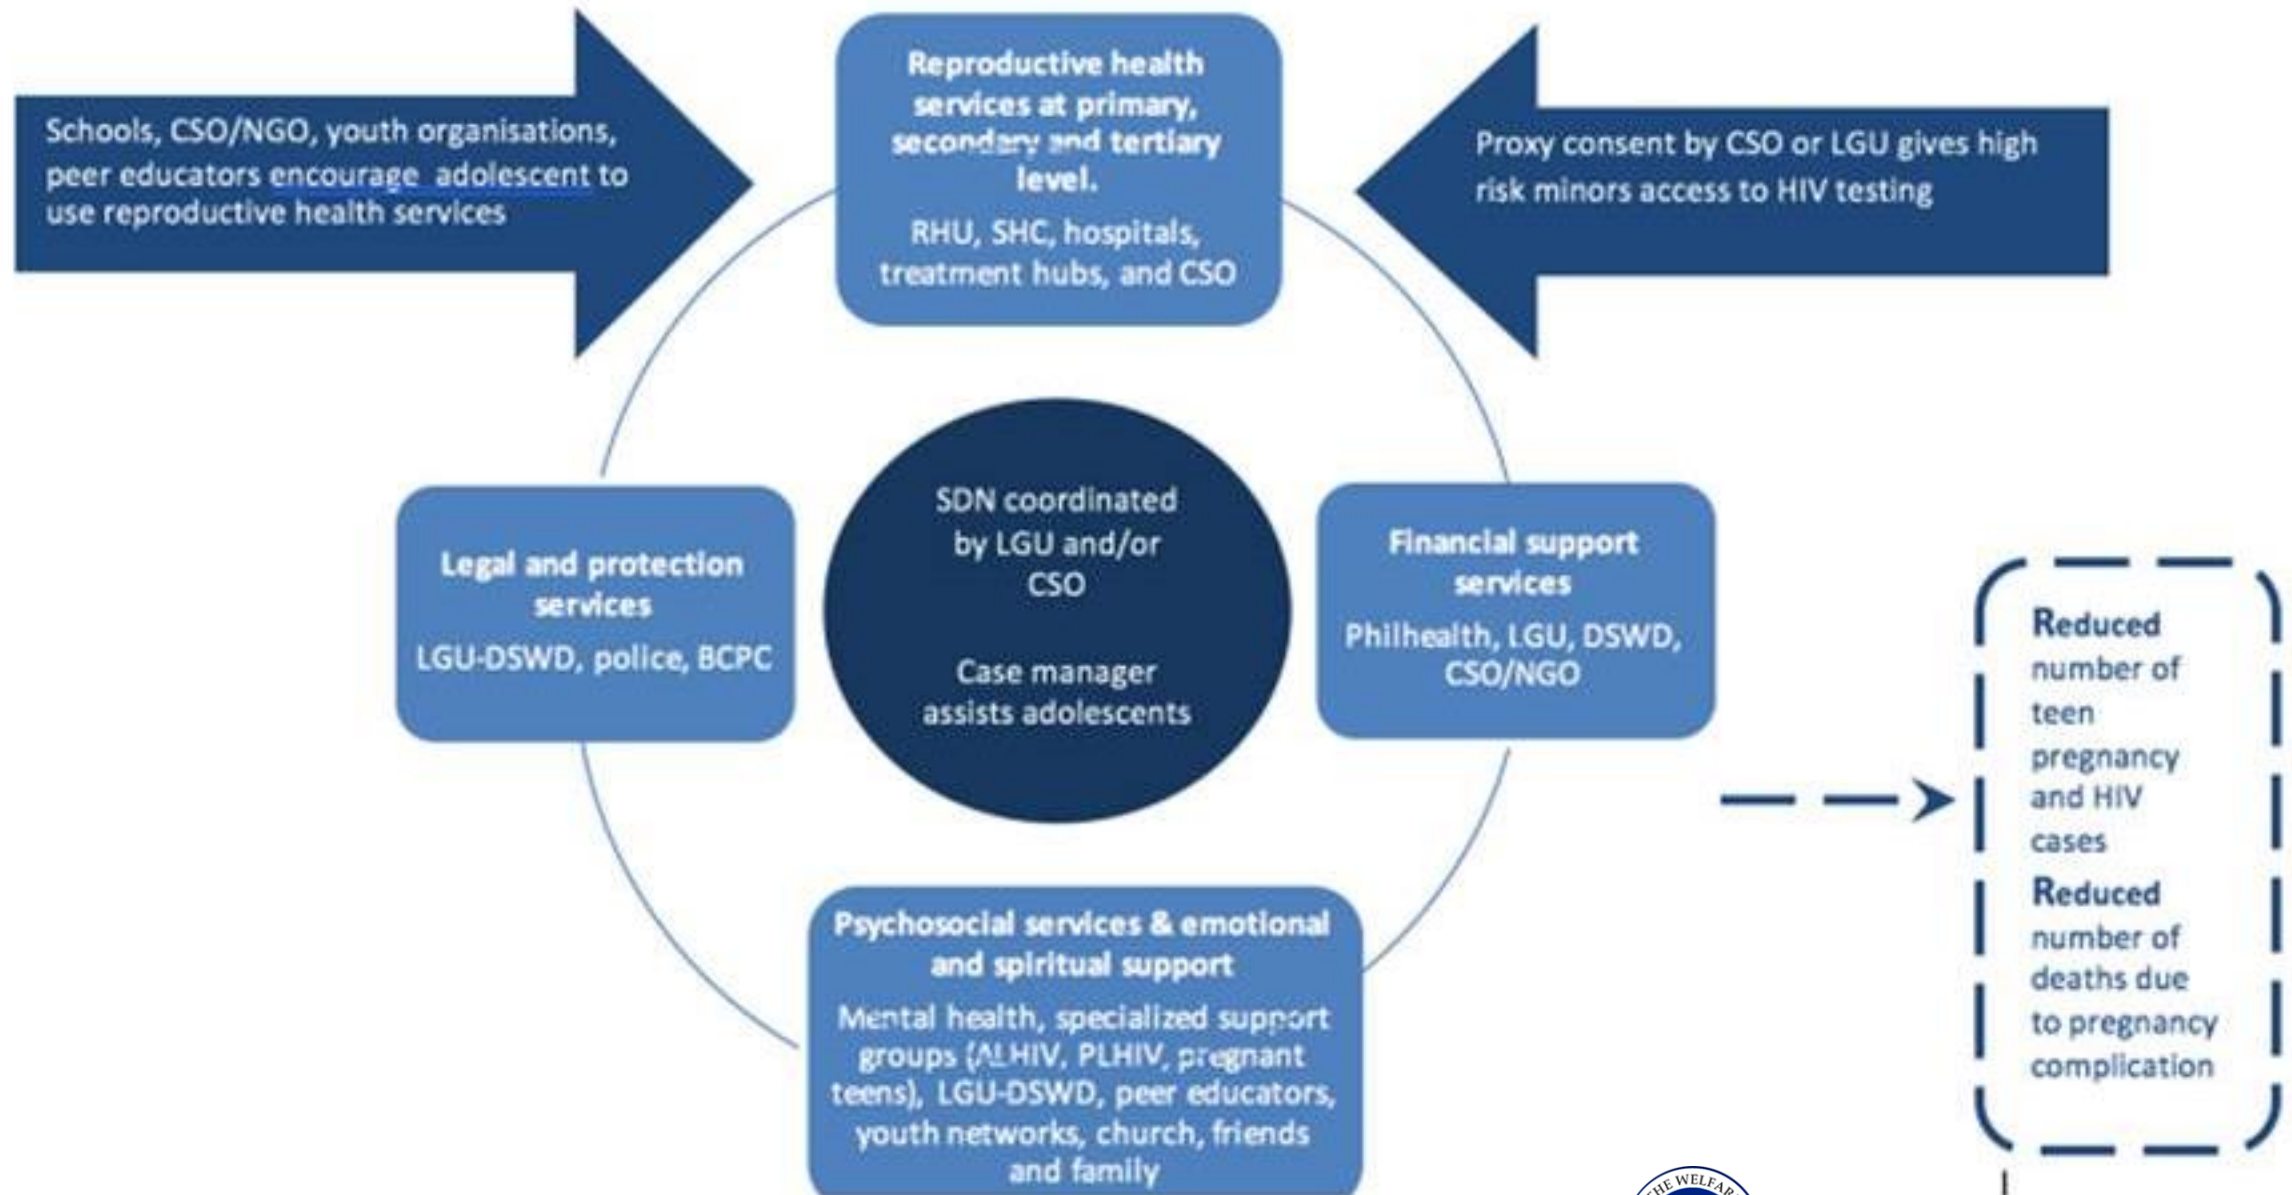 Schools, CSO/NGO, youth organisations,
peer educators encourage adolescent to
use reproductive health services
Reproductive health
services at primary,
secondary and tertiary
level.
RHU, SHC, hospitals,
treatment hubs, and CSO
Proxy consent by CSO or LGU gives high
risk minors access to HIV testing
Legal and protection
services
LGU-DSWD, police, BCPC
SDN coordinated
by LGU and/or
CSO
Case manager
assists adolescents
Financial support
services
Philhealth, LGU, DSWD,
CSO/NGO
Psychosocial services & emotional
and spiritual support
Mental health, specialized support
groups (ALHIV, PLHIV, pregnant
teens), LGU-DSWD, peer educators,
youth networks, church, friends
and family
Reduced
number of
teen
pregnancy
and HIV
cases
Reduced
number of
deaths due
to pregnancy
complication
THE